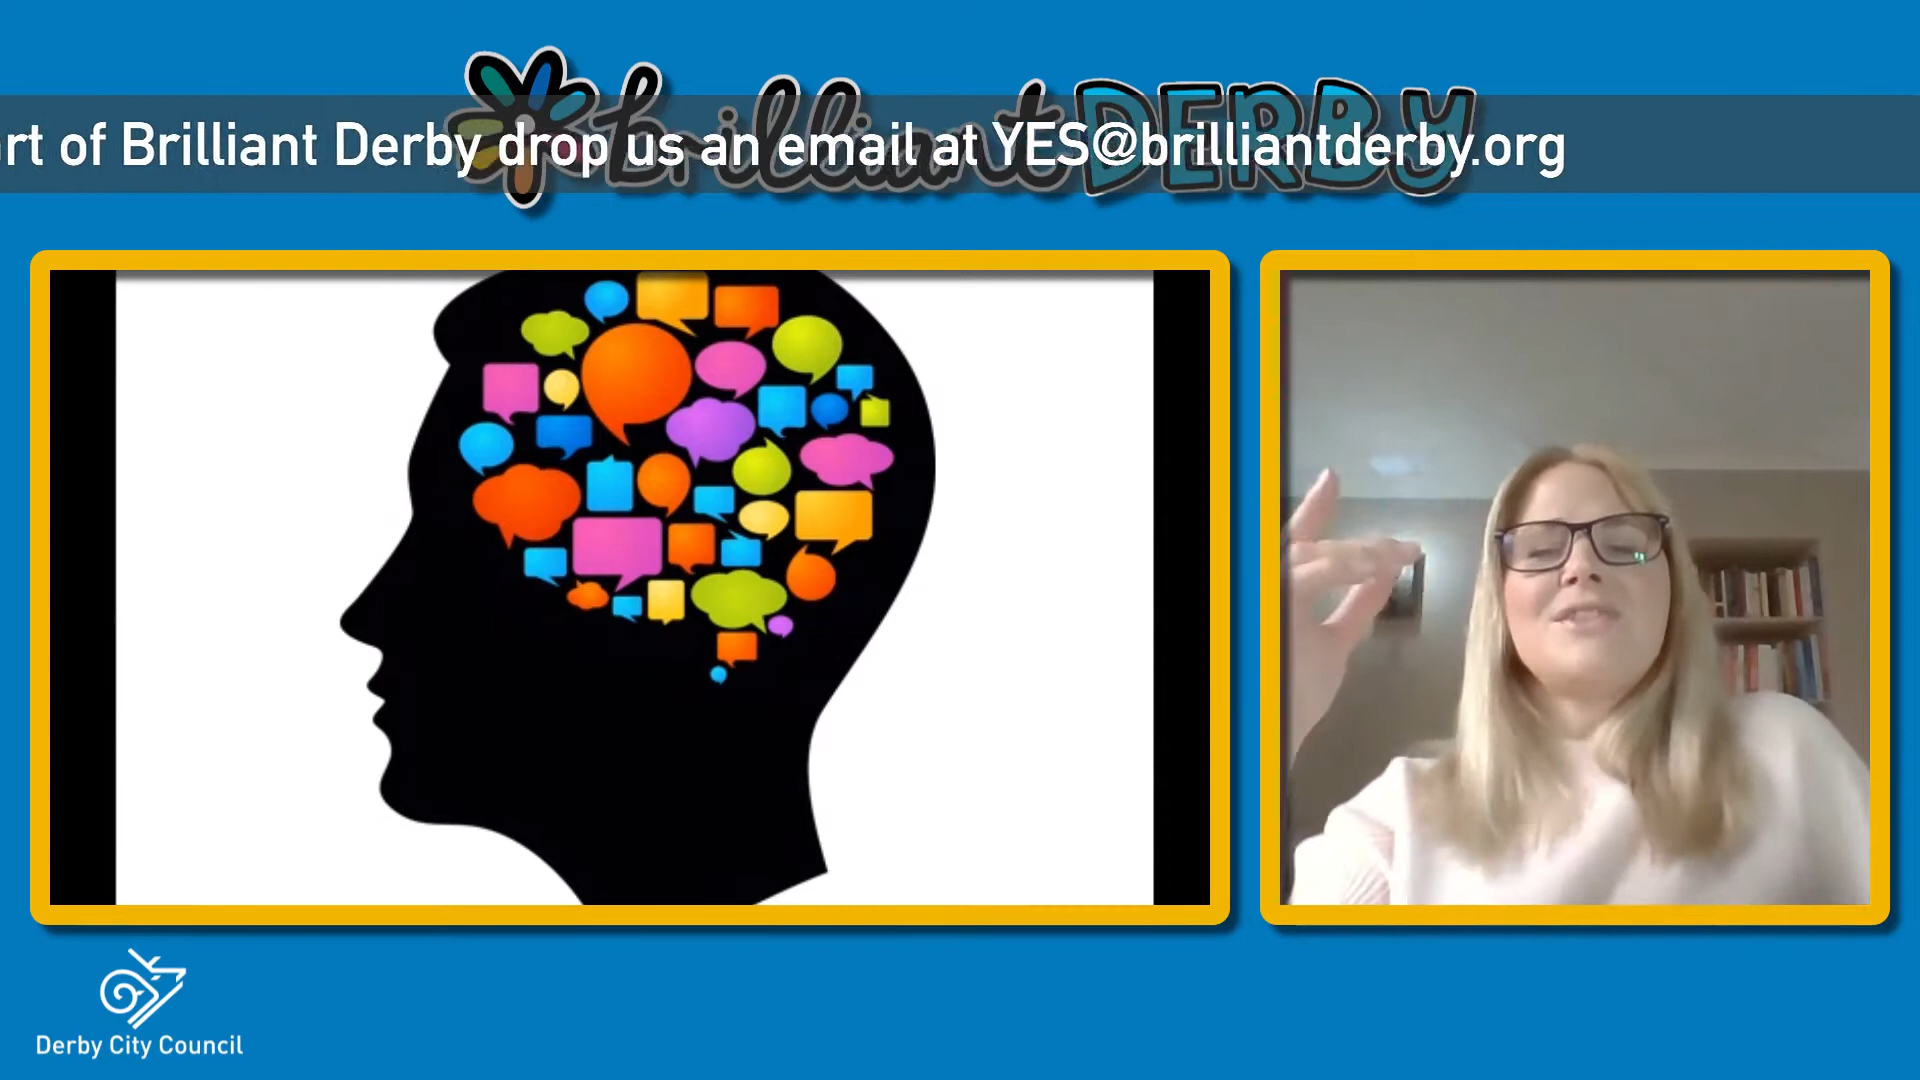 brilliant DERBY
rt of Brilliant Derby drop us an email at YES@brilliantderby.org
Derby City Council